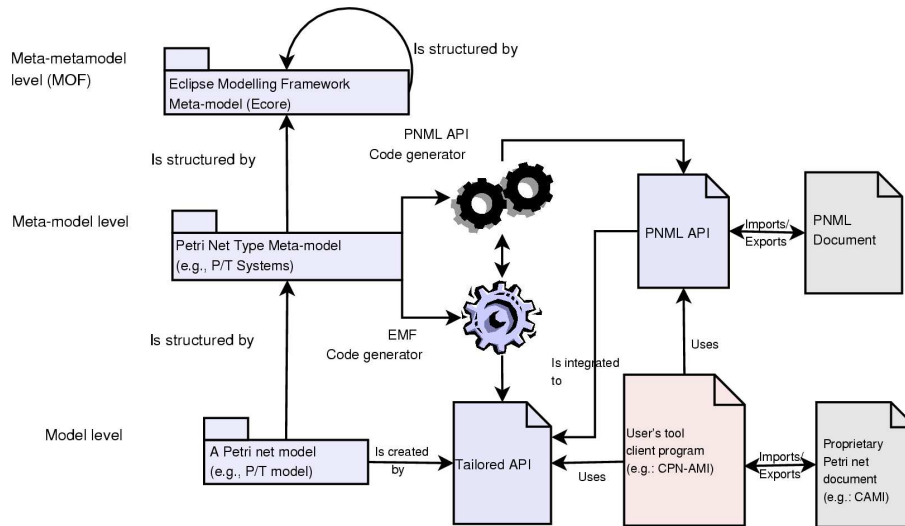 Is structured by
Meta-metamodel
level (MOF)
Eclipse Modelling Framework
Meta-model (Ecore)
PNML API
Code generator
Is structured by
Meta-model level
Petri Net Type Meta-model
(e.g., P/T Systems)
PNML API
Imports/
Exports
PNML
Document
EMF
Code generator
Is structured by
Uses
Is integrated
to
Model level
A Petri net model
(e.g., P/T model)
Is created
by
Tailored API
Uses
User's tool
client program
(e.g.: CPN-AMI)
Imports/
Exports
Proprietary
Petri net
document
(e.g.: CAMI)